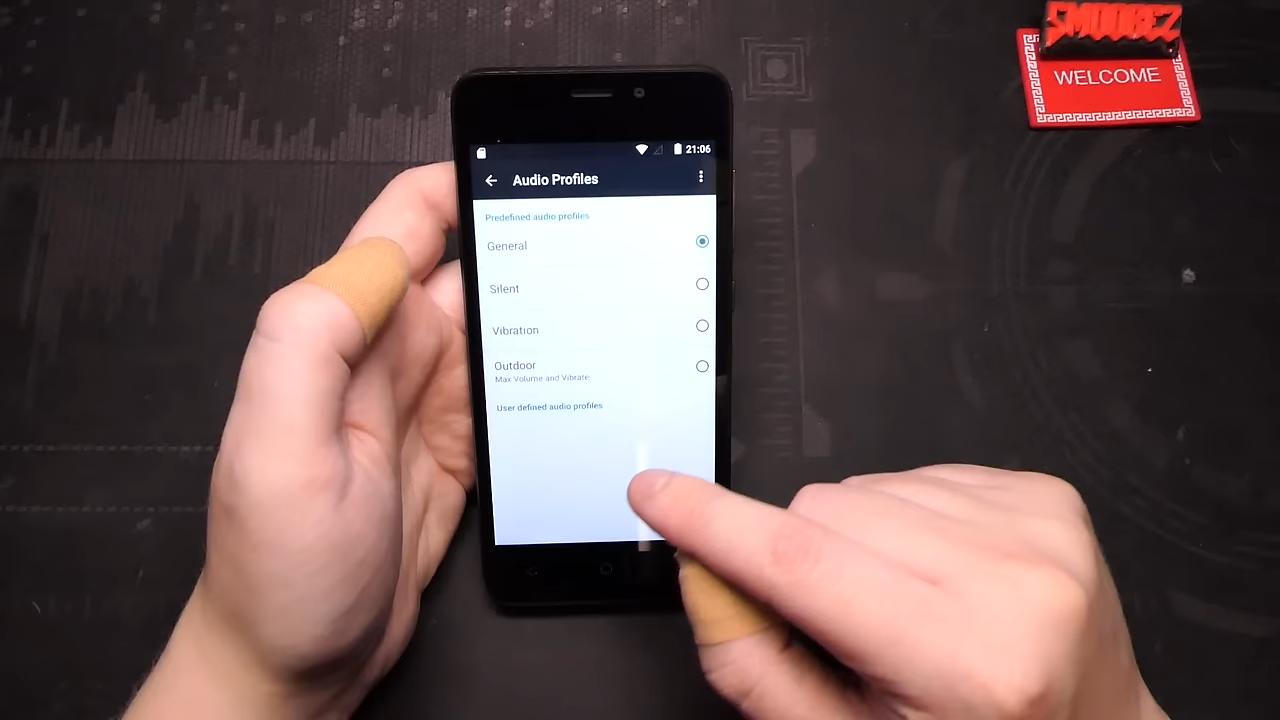 SMOOREZ
WELCOME
21:06
Audio Profiles
Predefined audio profiles
General
Silent
Vibration
Outdoor
Max Volume and Vibrate
User defined audio profiles